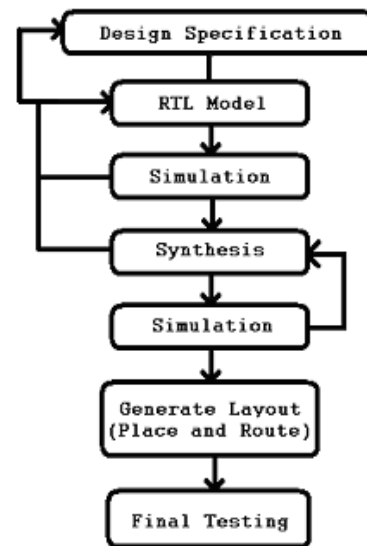 Design Specification
RTL Model
Simulation
Synthesis
Simulation
Generate Layout
(Place and Route)
Final Testing